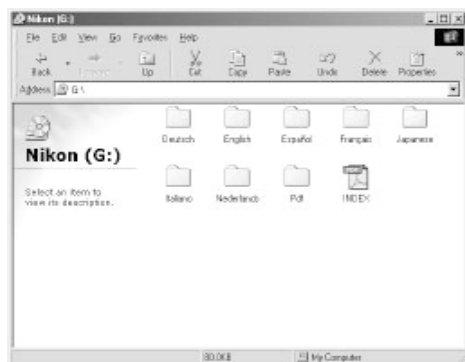 Nikon (G:)
File Edit View Go Favorites Help
Back Forward Up Cut Copy Paste Undo Delete Properties
Address G:\
Nikon (G:)
Select an item to
view its description.
Deutsch English Español Français Japanese
Italiano Nederlands Pdf INDEX
80.0KB My Computer